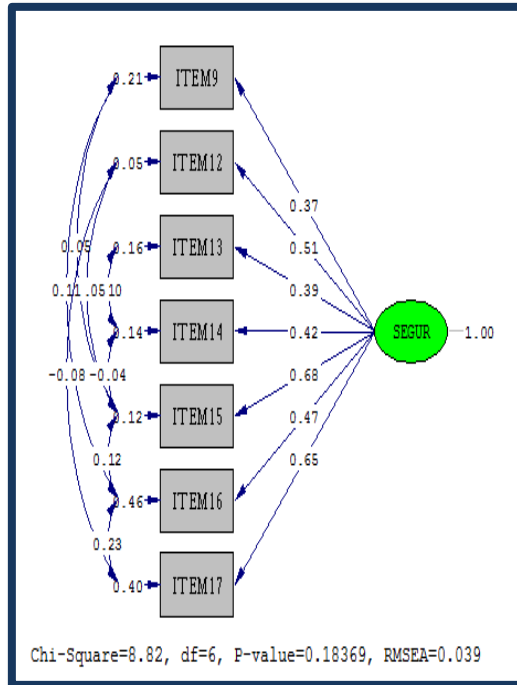 0.21 ITEM9
0.37
0.05 ITEM12
0.51
0.05
0.16 ITEM13
0.39
0.11 .05 10
0.14 ITEM14
0.42
SEGUR 1.00
-0.08 -0.04
0.68
0.12 ITEM15
0.47
0.12
0.65
0.46 ITEM16
0.23
0.40 ITEM17
Chi-Square=8.82, df=6, P-value=0.18369, RMSEA=0.039